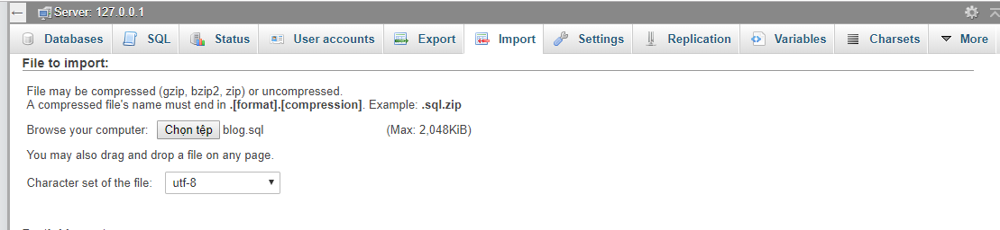 Server: 127.0.0.1
Databases SQL Status User accounts Export Import Settings Replication Variables Charsets More
File to import:
File may be compressed (gzip, bzip2, zip) or uncompressed.
A compressed file's name must end in .[format].[compression]. Example: .sql.zip
Browse your computer: Chọn tệp blog.sql (Max: 2,048KiB)
You may also drag and drop a file on any page.
Character set of the file: utf-8